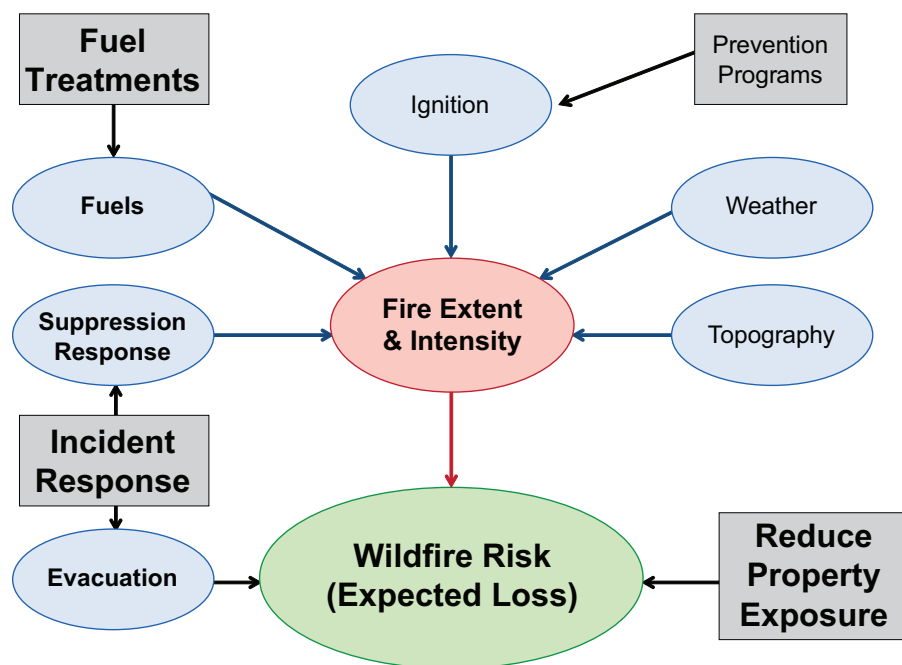 Fuel
Treatments
Prevention
Programs
Ignition
Fuels
Weather
Fire Extent
& Intensity
Suppression
Response
Topography
Incident
Response
Wildfire Risk
(Expected Loss)
Evacuation
Reduce
Property
Exposure